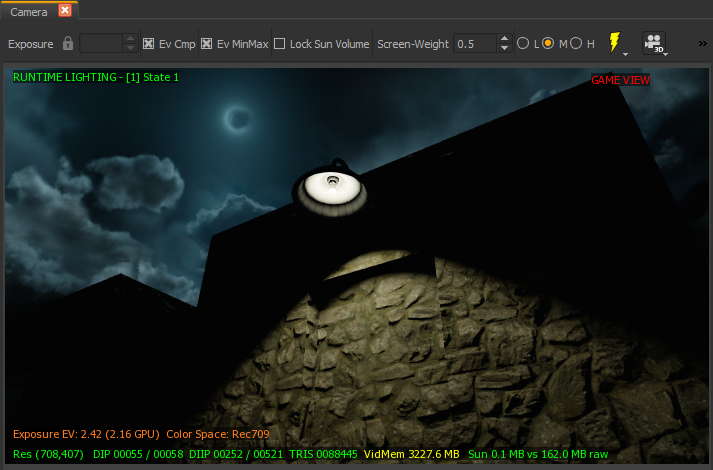 Camera
Exposure Ev Cmp Ev MinMax Lock Sun Volume Screen-Weight 0.5 L M H 3D »
RUNTIME LIGHTING - [1] State 1
GAME VIEW
Exposure EV: 2.42 (2.16 GPU) Color Space: Rec709
Res (708,407) DIP 00055 / 00058 DIIP 00252 / 00521 TRIS 0088445 VidMem 3227.6 MB Sun 0.1 MB vs 162.0 MB raw